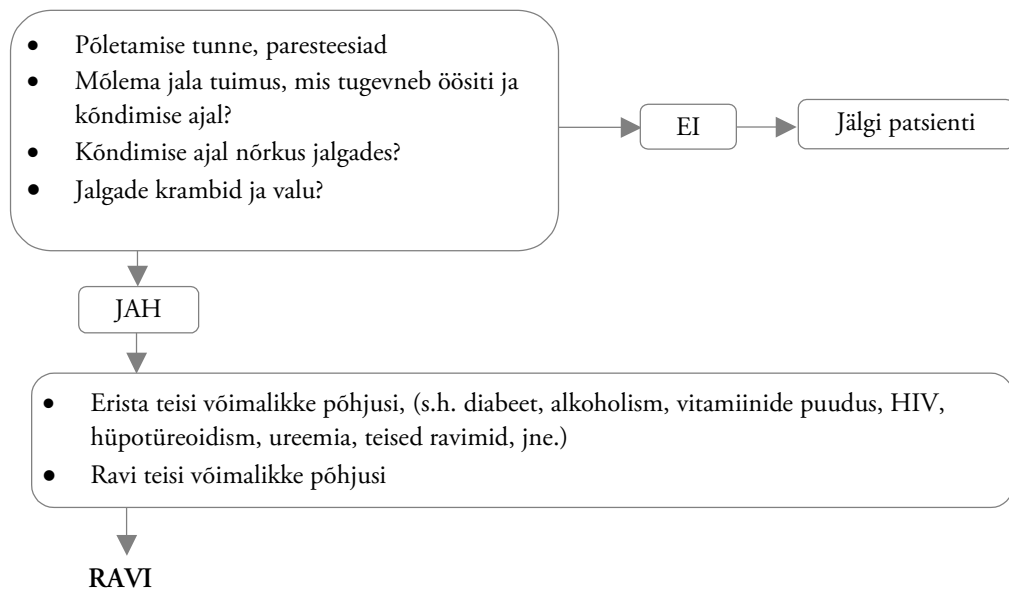 • Põletamise tunne, paresteesiad
• Mõlema jala tuimus, mis tugevneb öösiti ja
kõndimise ajal?
• Kõndimise ajal nõrkus jalgades?
• Jalgade krambid ja valu?
EI
Jälgi patsienti
JAH
• Erista teisi võimalikke põhjusi, (s.h. diabeet, alkoholism, vitamiinide puudus, HIV,
hüpotüreoidism, ureemia, teised ravimid, jne.)
• Ravi teisi võimalikke põhjusi
RAVI